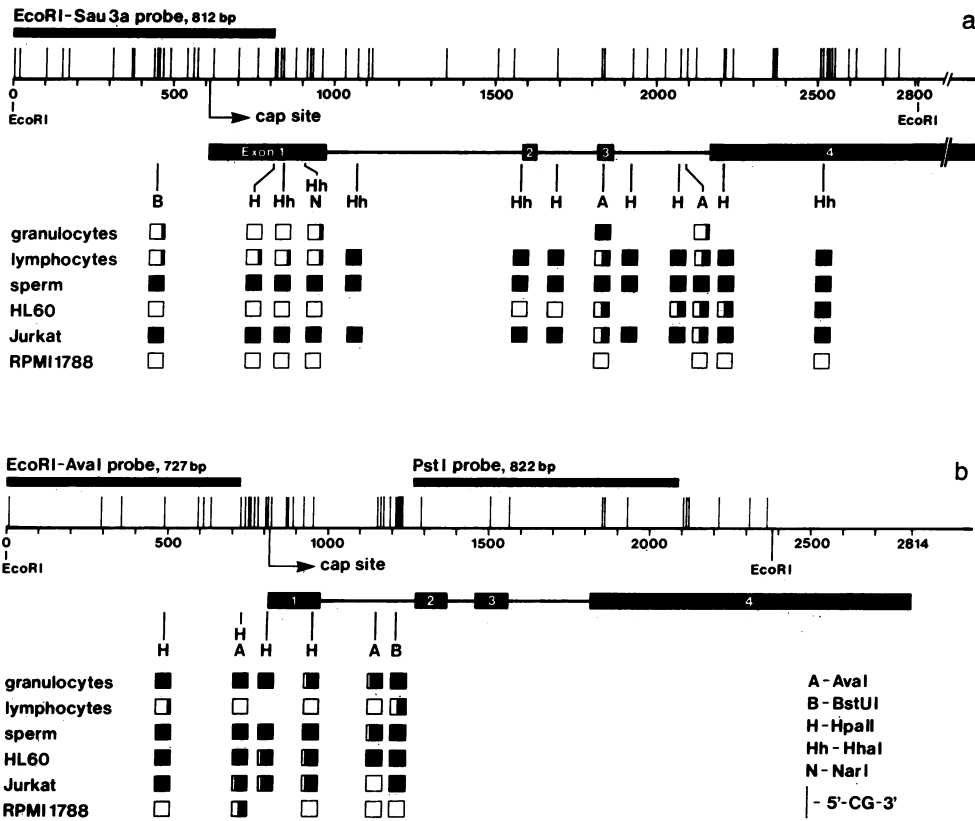 EcoRI-Sau3a probe, 812 bp
a
0 500 1000 1500 2000 2500 2800
EcoRI EcoRI
cap site
Exon 1 2 3 4
Hh
B H Hh N Hh Hh H A H H A H Hh
granulocytes
lymphocytes
sperm
HL60
Jurkat
RPMI1788
EcoRI-AvaI probe, 727 bp
PstI probe, 822 bp
b
0 500 1000 1500 2000 2500 2814
EcoRI EcoRI
cap site
1 2 3 4
H
H A H H A B
granulocytes
lymphocytes
sperm
HL60
Jurkat
RPMI1788
A-AvaI
B-BstUI
H-HpaII
Hh-HhaI
N-NarI
- 5'-CG-3'